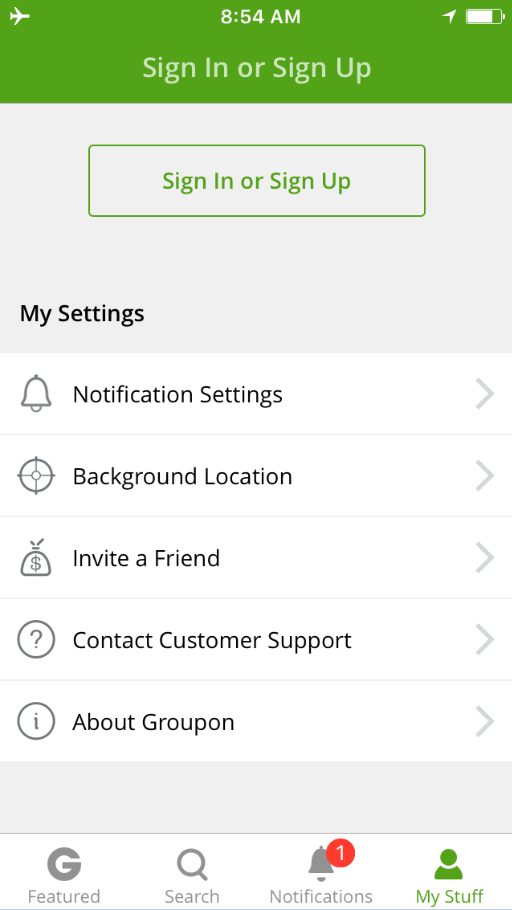 8:54 AM
Sign In or Sign Up
Sign In or Sign Up
My Settings
Notification Settings
Background Location
$ Invite a Friend
? Contact Customer Support
i About Groupon
G
1
Featured Search Notifications My Stuff